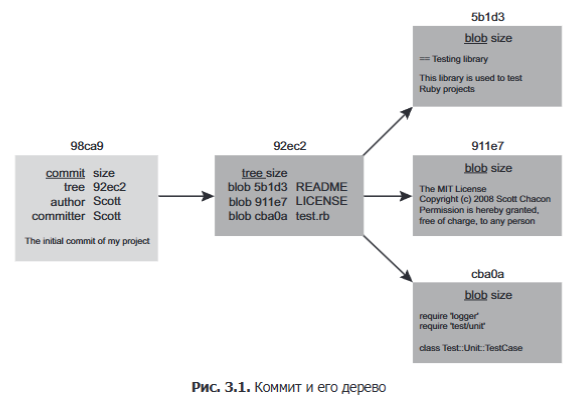 5b1d3
blob size
== Testing library
This library is used to test
Ruby projects
98ca9
commit size
tree 92ec2
author Scott
committer Scott
The initial commit of my project
92ec2
tree size
blob 5b1d3 README
blob 911e7 LICENSE
blob cba0a test.rb
911e7
blob size
The MIT License
Copyright (c) 2008 Scott Chacon
Permission is hereby granted,
free of charge, to any person
cba0a
blob size
require 'logger'
require 'test/unit'
class Test::Unit::TestCase
Рис. 3.1. Коммит и его дерево